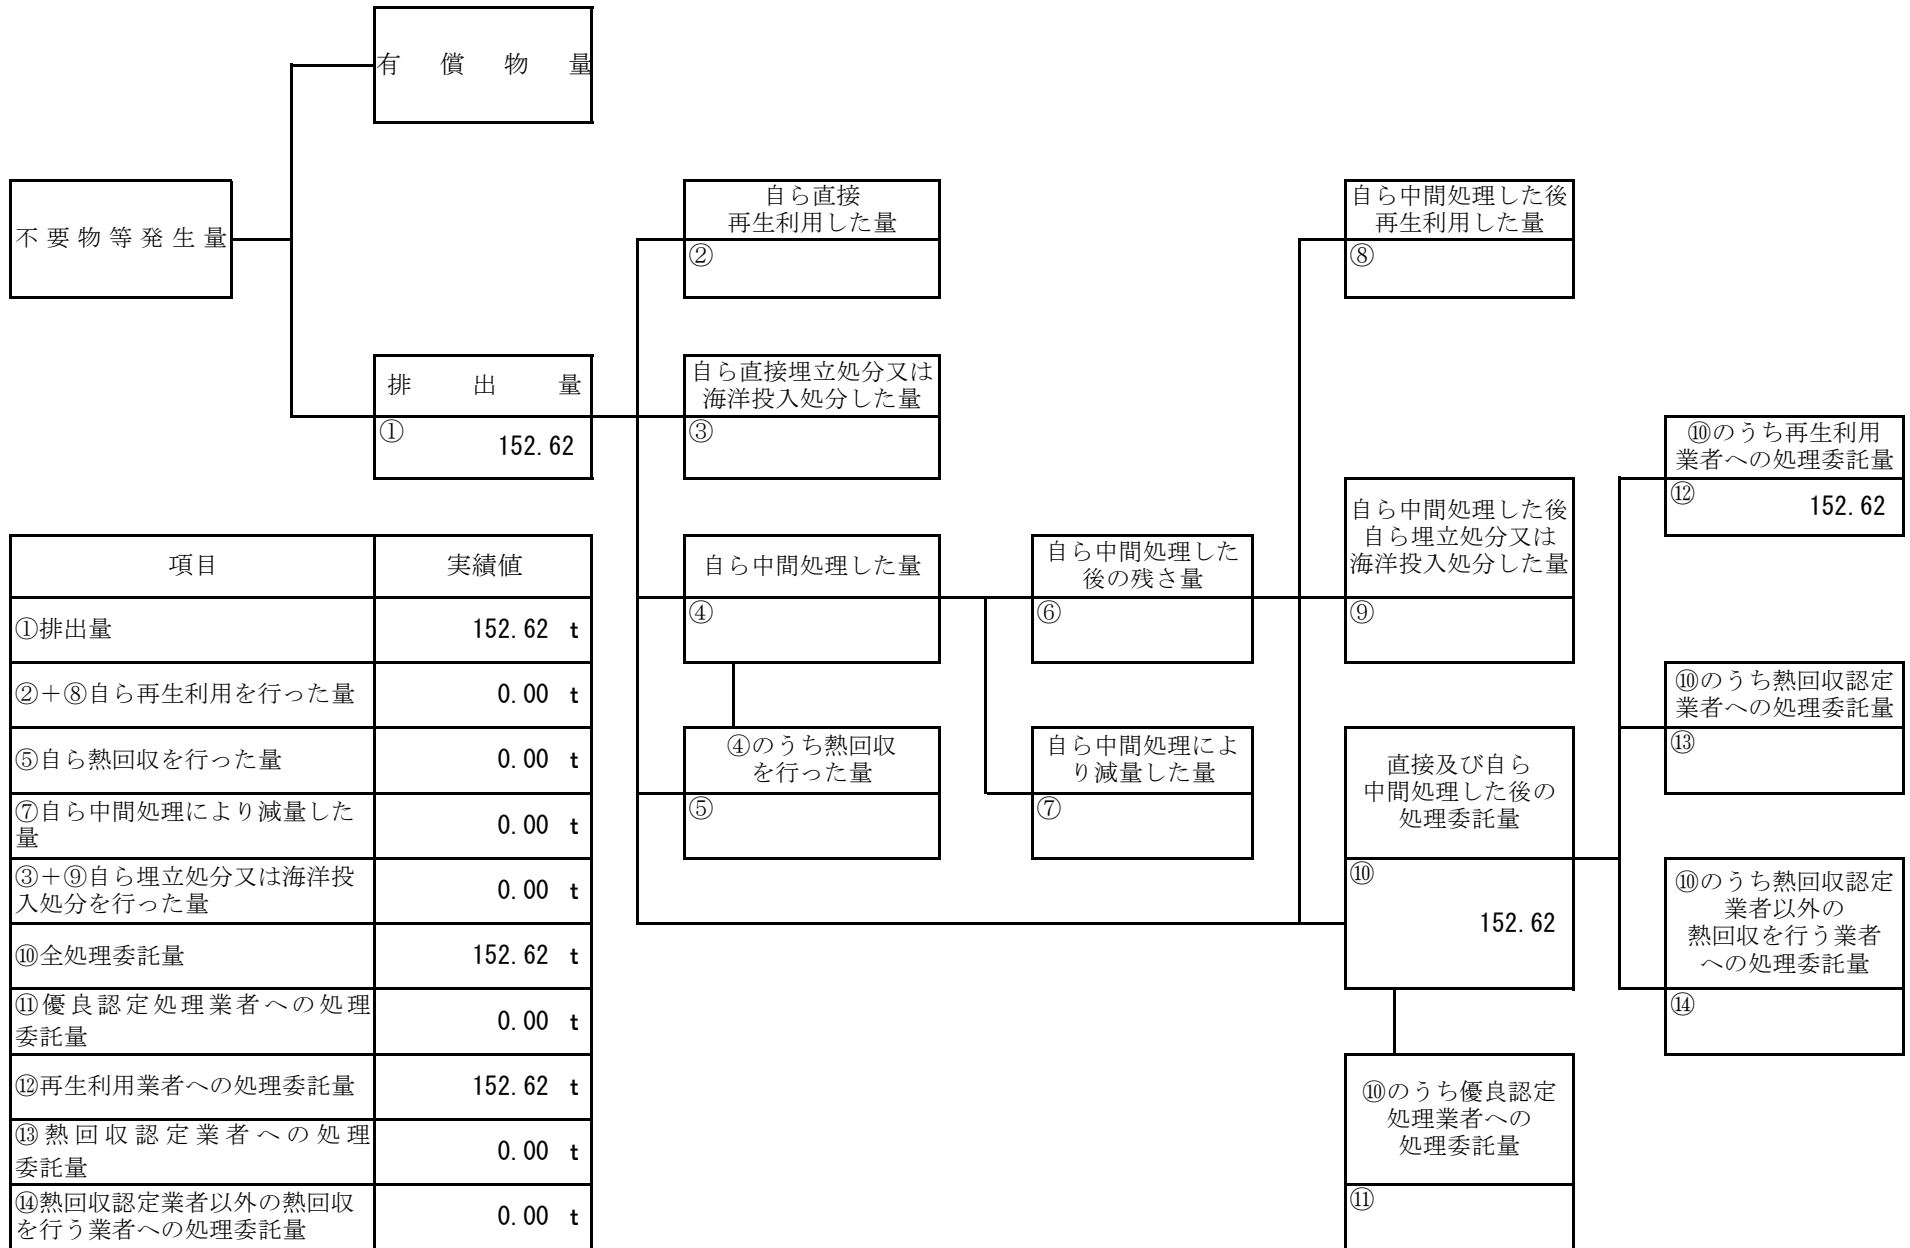 有償物量
不要物等発生量
排出量
① 152.62
自ら直接
再生利用した量
②
自ら直接埋立処分又は
海洋投入処分した量
③
自ら中間処理した量
④
④のうち熱回収
を行った量
⑤
自ら中間処理した
後の残さ量
⑥
自ら中間処理によ
り減量した量
⑦
自ら中間処理した後
再生利用した量
⑧
自ら中間処理した後
自ら埋立処分又は
海洋投入処分した量
⑨
直接及び自ら
中間処理した後の
処理委託量
⑩
152.62
⑩のうち優良認定
処理業者への
処理委託量
⑪
⑩のうち再生利用
業者への処理委託量
⑫ 152.62
⑩のうち熱回収認定
業者への処理委託量
⑬
⑩のうち熱回収認定
業者以外の
熱回収を行う業者
への処理委託量
⑭
項目 実績値
①排出量 152.62 t
②＋⑧自ら再生利用を行った量 0.00 t
⑤自ら熱回収を行った量 0.00 t
⑦自ら中間処理により減量した
量 0.00 t
③＋⑨自ら埋立処分又は海洋投
入処分を行った量 0.00 t
⑩全処理委託量 152.62 t
⑪優良認定処理業者への処理
委託量 0.00 t
⑫再生利用業者への処理委託量 152.62 t
⑬熱回収認定業者への処理
委託量 0.00 t
⑭熱回収認定業者以外の熱回収
を行う業者への処理委託量 0.00 t